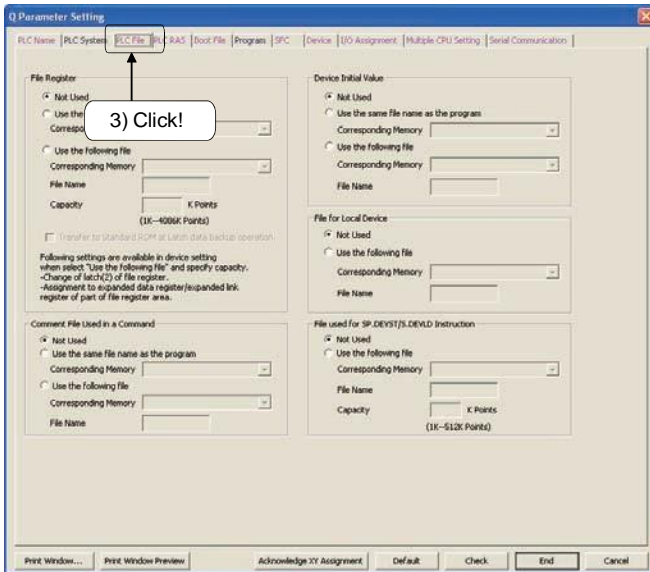 Q Parameter Setting
PLC Name PLC System PLC File PLC RAS Boot File Program SFC Device I/O Assignment Multiple CPU Setting Serial Communication
3) Click!
File Register
Not Used
Use the
Corresponding Memory
Use the following file
Corresponding Memory
File Name
Capacity K Points
(1K--4086K Points)
Transfer to Standard ROM at Latch data backup operation
Following settings are available in device setting
when select "Use the following file" and specify capacity.
-Change of latch(2) of file register.
-Assignment to expanded data register/expanded link
register of part of file register area.
Comment File Used in a Command
Not Used
Use the same file name as the program
Corresponding Memory
Use the following file
Corresponding Memory
File Name
Device Initial Value
Not Used
Use the same file name as the program
Corresponding Memory
Use the following file
Corresponding Memory
File Name
File for Local Device
Not Used
Use the following file
Corresponding Memory
File Name
File used for SP.DEVST/S.DEVLD Instruction
Not Used
Use the following file
Corresponding Memory
File Name
Capacity K Points
(1K--512K Points)
Print Window... Print Window Preview Acknowledge XY Assignment Default Check End Cancel